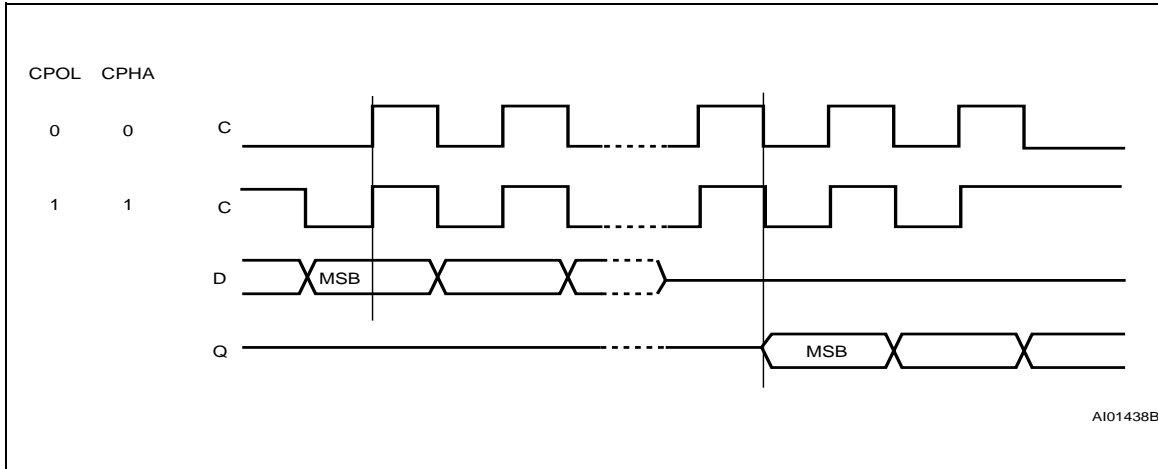 CPOL CPHA
0 0 C
1 1 C
D MSB
Q MSB
AI01438B